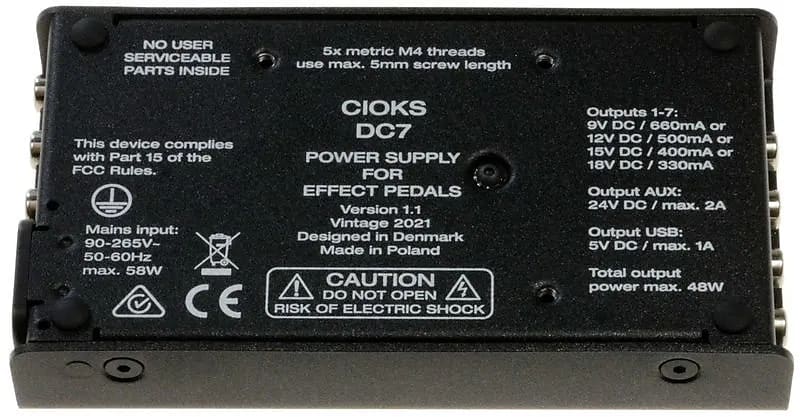 NO USER
SERVICEABLE
PARTS INSIDE
5x metric M4 threads
use max. 5mm screw length
CIOKS
DC7
POWER SUPPLY
FOR
EFFECT PEDALS
Version 1.1
Vintage 2021
Designed in Denmark
Made in Poland
This device complies
with Part 15 of the
FCC Rules.
Mains input:
90-265V~
50-60Hz
max. 58W
CE
CAUTION
DO NOT OPEN
RISK OF ELECTRIC SHOCK
Outputs 1-7:
9V DC / 660mA or
12V DC / 500mA or
15V DC / 400mA or
18V DC / 330mA
Output AUX:
24V DC / max. 2A
Output USB:
5V DC / max. 1A
Total output
power max. 48W